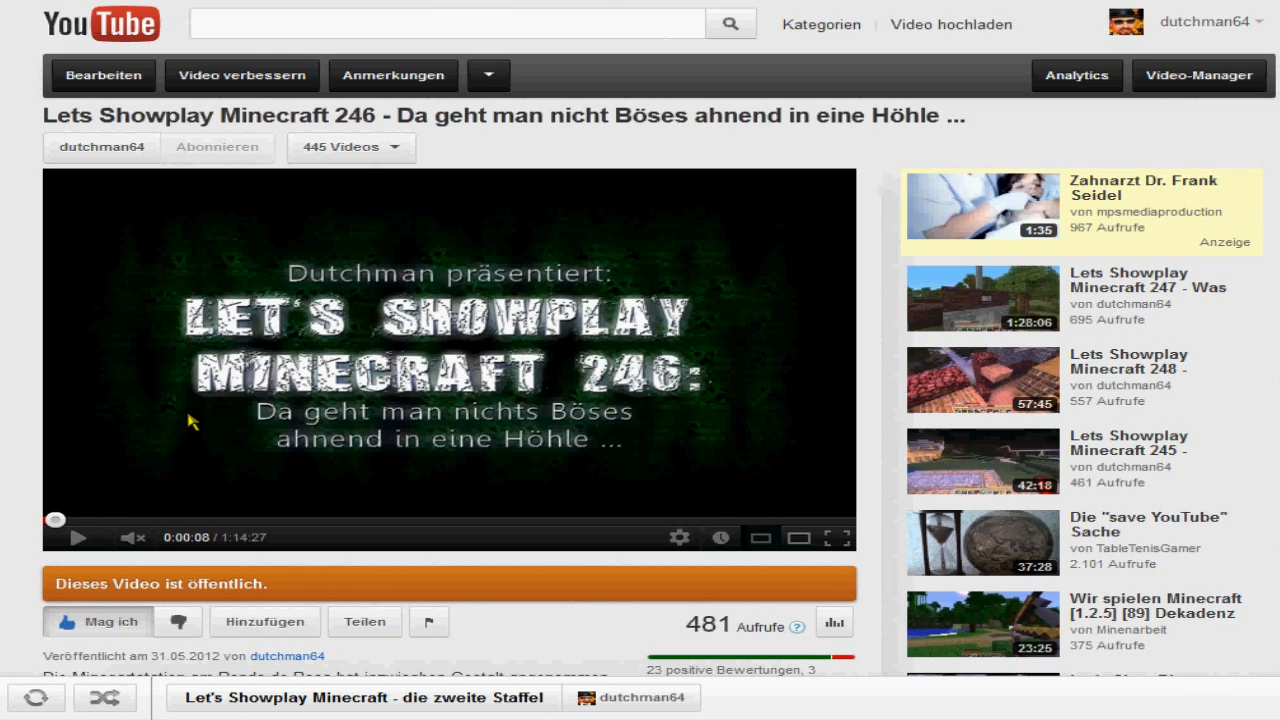 YouTube
Kategorien
Video hochladen
dutchman64
Bearbeiten
Video verbessern
Anmerkungen
Analytics
Video-Manager
Lets Showplay Minecraft 246 - Da geht man nicht Böses ahnend in eine Höhle ...
dutchman64
Abonnieren
445 Videos
Dutchman präsentiert:
LET'S SHOWPLAY
MINECRAFT 246:
Da geht man nichts Böses
ahnend in eine Höhle ...
0:00:08 / 1:14:27
Dieses Video ist öffentlich.
Mag ich
Hinzufügen
Teilen
481 Aufrufe ?
Veröffentlicht am 31.05.2012 von dutchman64
23 positive Bewertungen, 3
Zahnarzt Dr. Frank
Seidel
von mpsmediaproduction
967 Aufrufe
Anzeige
1:35
Lets Showplay
Minecraft 247 - Was
von dutchman64
695 Aufrufe
1:28:06
Lets Showplay
Minecraft 248 -
von dutchman64
557 Aufrufe
57:45
Lets Showplay
Minecraft 245 -
von dutchman64
461 Aufrufe
42:18
Die "save YouTube"
Sache
von TableTenisGamer
2.101 Aufrufe
37:28
Wir spielen Minecraft
[1.2.5] [89] Dekadenz
von Minenarbeit
375 Aufrufe
23:25
Let's Showplay Minecraft - die zweite Staffel
dutchman64